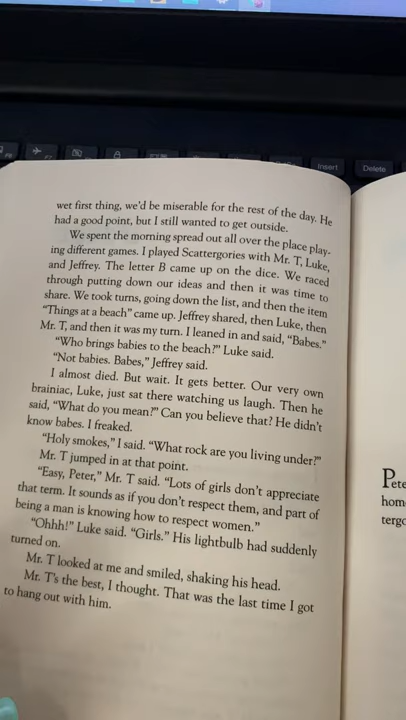 Insert
Delete
wet first thing, we'd be miserable for the rest of the day. He
had a good point, but I still wanted to get outside.
We spent the morning spread out all over the place play-
ing different games. I played Scattergories with Mr. T, Luke,
and Jeffrey. The letter B came up on the dice. We raced
through putting down our ideas and then it was time to
share. We took turns, going down the list, and then the item
"Things at a beach" came up. Jeffrey shared, then Luke, then
Mr. T, and then it was my turn. I leaned in and said, "Babes."
"Who brings babies to the beach?" Luke said.
"Not babies. Babes," Jeffrey said.
I almost died. But wait. It gets better. Our very own
brainiac, Luke, just sat there watching us laugh. Then he
said, "What do you mean?" Can you believe that? He didn't
know babes. I freaked.
"Holy smokes," I said. "What rock are you living under?"
Mr. T jumped in at that point.
"Easy, Peter," Mr. T said. "Lots of girls don't appreciate
that term. It sounds as if you don't respect them, and part of
being a man is knowing how to respect women."
"Ohhh!" Luke said. "Girls." His lightbulb had suddenly
turned on.
Mr. T looked at me and smiled, shaking his head.
Mr. T's the best, I thought. That was the last time I got
to hang out with him.
Pete
hom
tergo